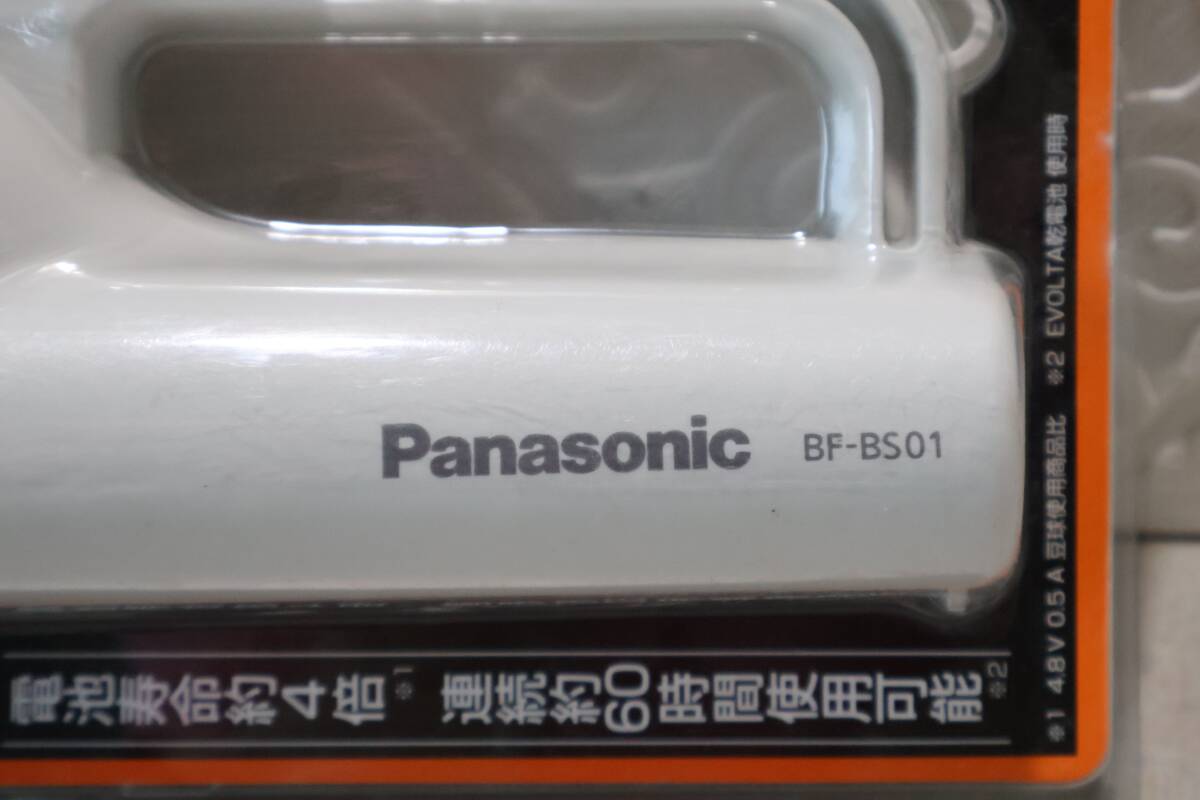 Panasonic BF-BS01
電池寿命約4倍※1 連続約60時間使用可能※2
※1 4.8V 0.5A 豆球使用商品比 ※2 EVOLTA乾電池 使用時